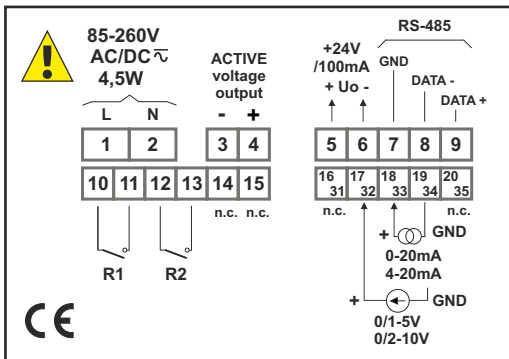 85-260V
AC/DC
4,5W
L N
ACTIVE
voltage
output
- +
+24V
/100mA
+ Uo -
RS-485
GND
DATA -
DATA +
1 2 3 4 5 6 7 8 9
10 11 12 13 14 15 16 31 17 32 18 33 19 34 20 35
n.c. n.c. n.c. n.c.
R1 R2
+ GND
0-20mA
4-20mA
+ GND
0/1-5V
0/2-10V
CE